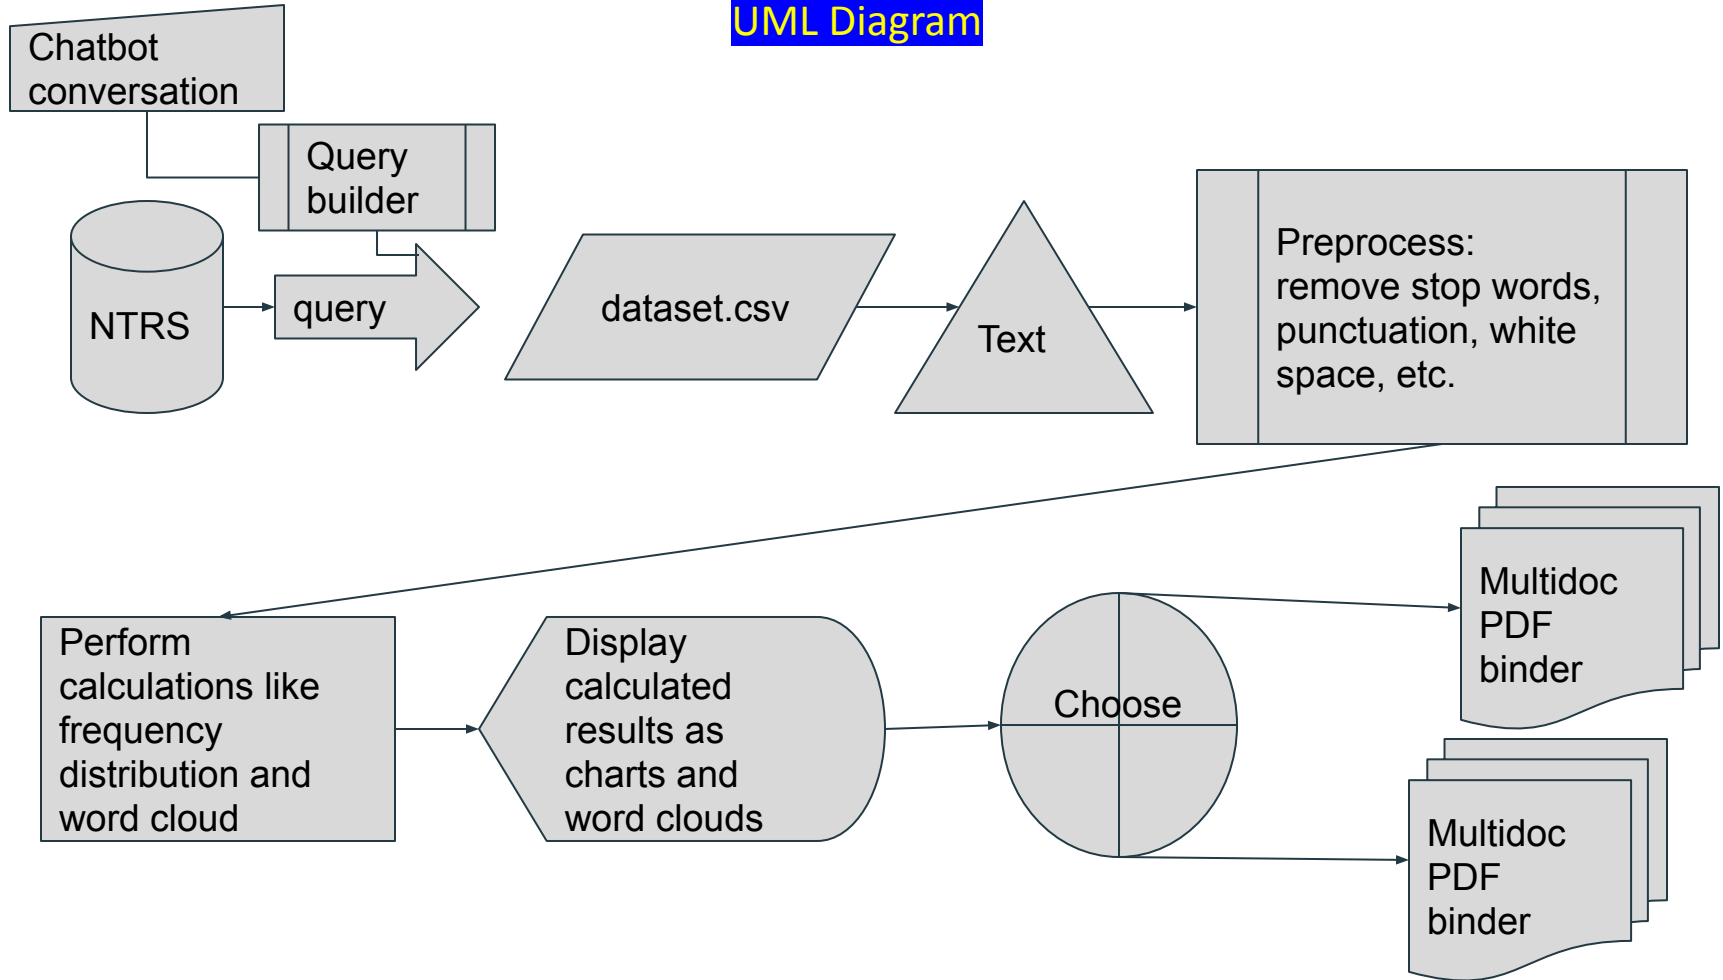 UML Diagram
Chatbot
conversation
Query
builder
NTRS
query
dataset.csv
Text
Preprocess:
remove stop words,
punctuation, white
space, etc.
Perform
calculations like
frequency
distribution and
word cloud
Display
calculated
results as
charts and
word clouds
Choose
Multidoc
PDF
binder
Multidoc
PDF
binder